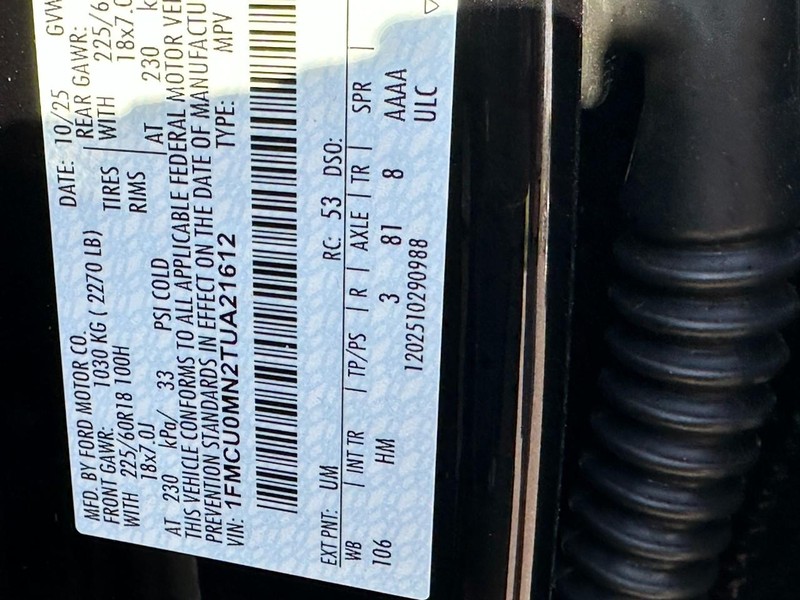 MFD. BY FORD MOTOR CO. DATE: 10/25 GVW
FRONT GAWR: 1030 KG ( 2270 LB) REAR GAWR:
WITH 225/60R18 100H TIRES WITH 225/6
18x7.0J RIMS 18x7.0
AT 230 kPa/ 33 PSI COLD AT 230 k
THIS VEHICLE CONFORMS TO ALL APPLICABLE FEDERAL MOTOR VEH
PREVENTION STANDARDS IN EFFECT ON THE DATE OF MANUFACTU
VIN: 1FMCU0MN2TUA21612 TYPE: MPV
EXT PNT: UM RC: 53 DSO:
WB | INT TR | TP/PS | R | AXLE | TR | SPR |
106 HM 3 81 8 AAAA
1202510290988 ULC